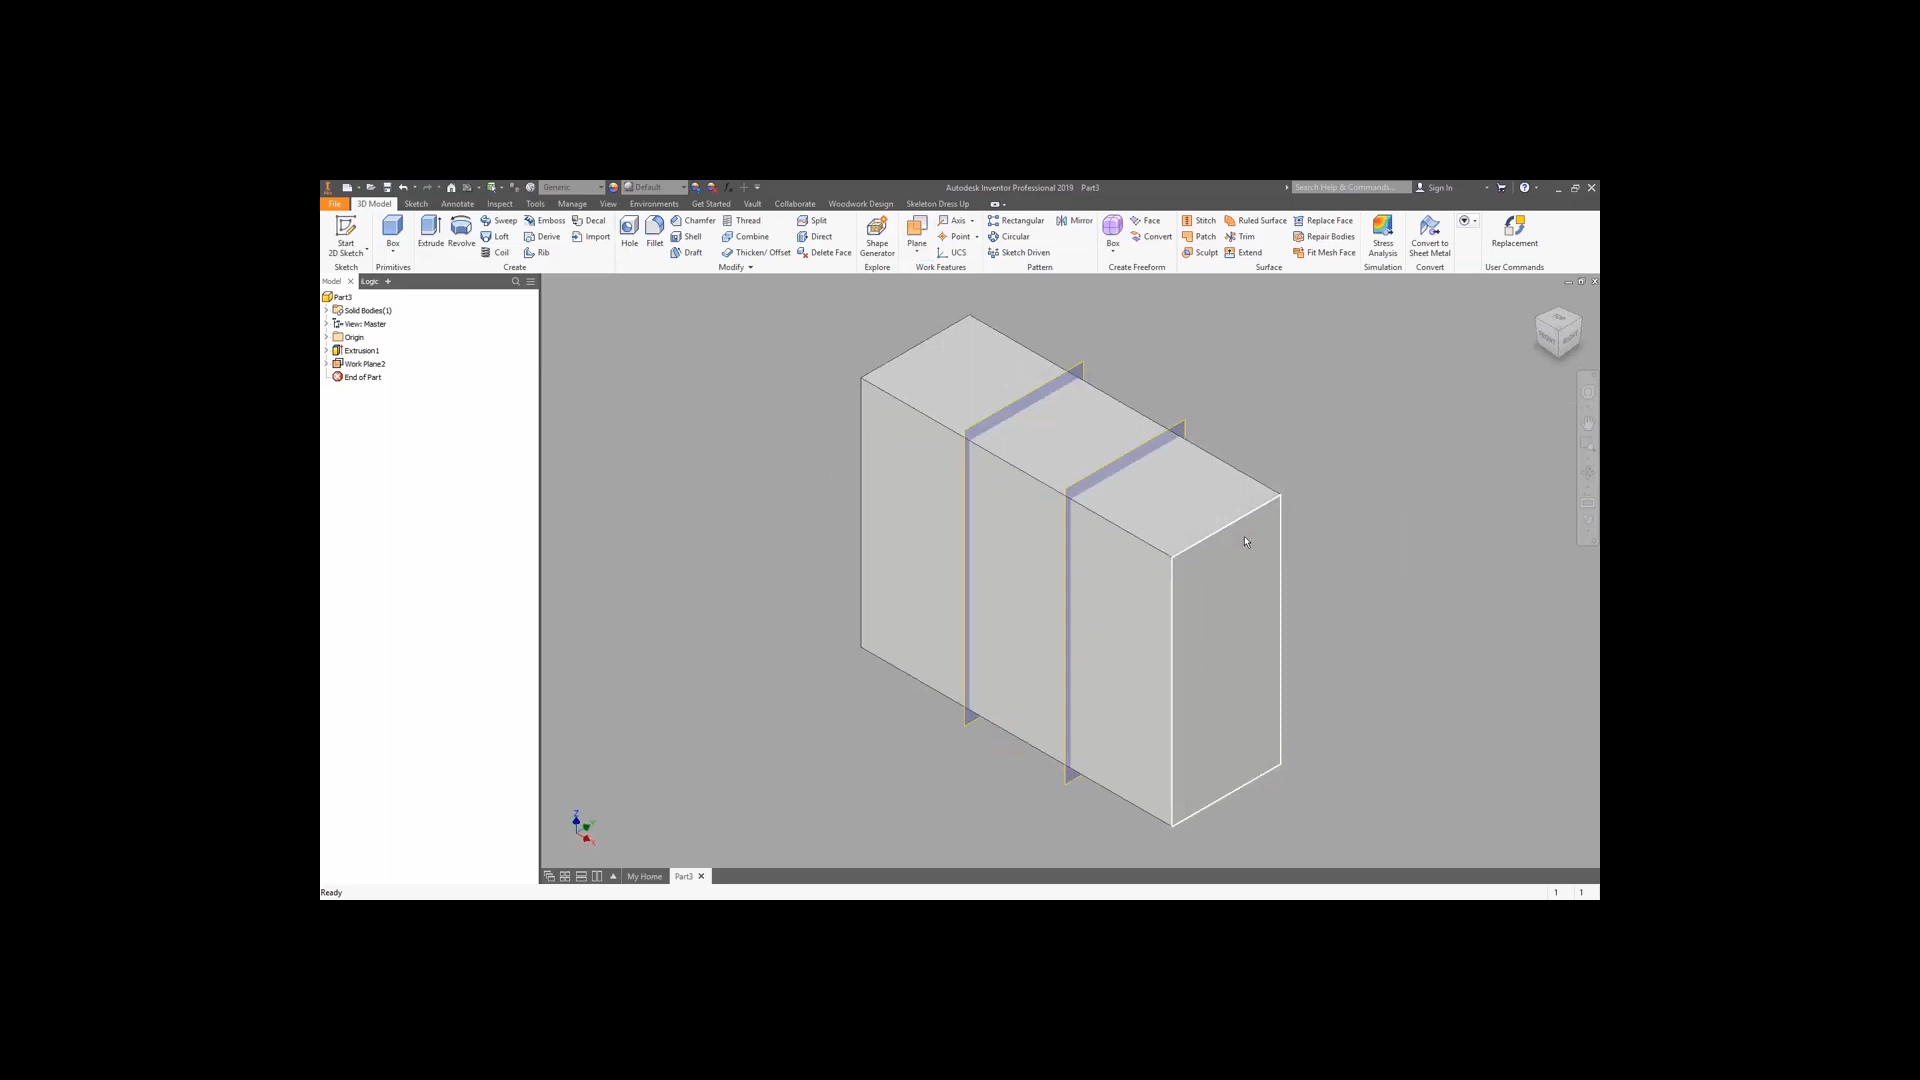 Generic Default Autodesk Inventor Professional 2019 Part3 Search Help & Commands... Sign In
File 3D Model Sketch Annotate Inspect Tools Manage View Environments Get Started Vault Collaborate Woodwork Design Skeleton Dress Up
Sweep Emboss Decal Chamfer Thread Split Axis Rectangular Mirror Face Stitch Ruled Surface Replace Face
Start 2D Sketch Box Extrude Revolve Loft Derive Import Hole Fillet Shell Combine Direct Shape Generator Plane Point Circular Box Convert Patch Trim Repair Bodies Stress Analysis Convert to Sheet Metal Replacement
Coil Rib Draft Thicken/ Offset Delete Face UCS Sketch Driven Sculpt Extend Fit Mesh Face
Sketch Primitives Create Modify Explore Work Features Pattern Create Freeform Surface Simulation Convert User Commands
Model iLogic +
Part3
Solid Bodies(1)
View: Master
Origin
Extrusion1
Work Plane2
End of Part
TOP
FRONT RIGHT
Z
Y
X
My Home Part3
Ready 1 1